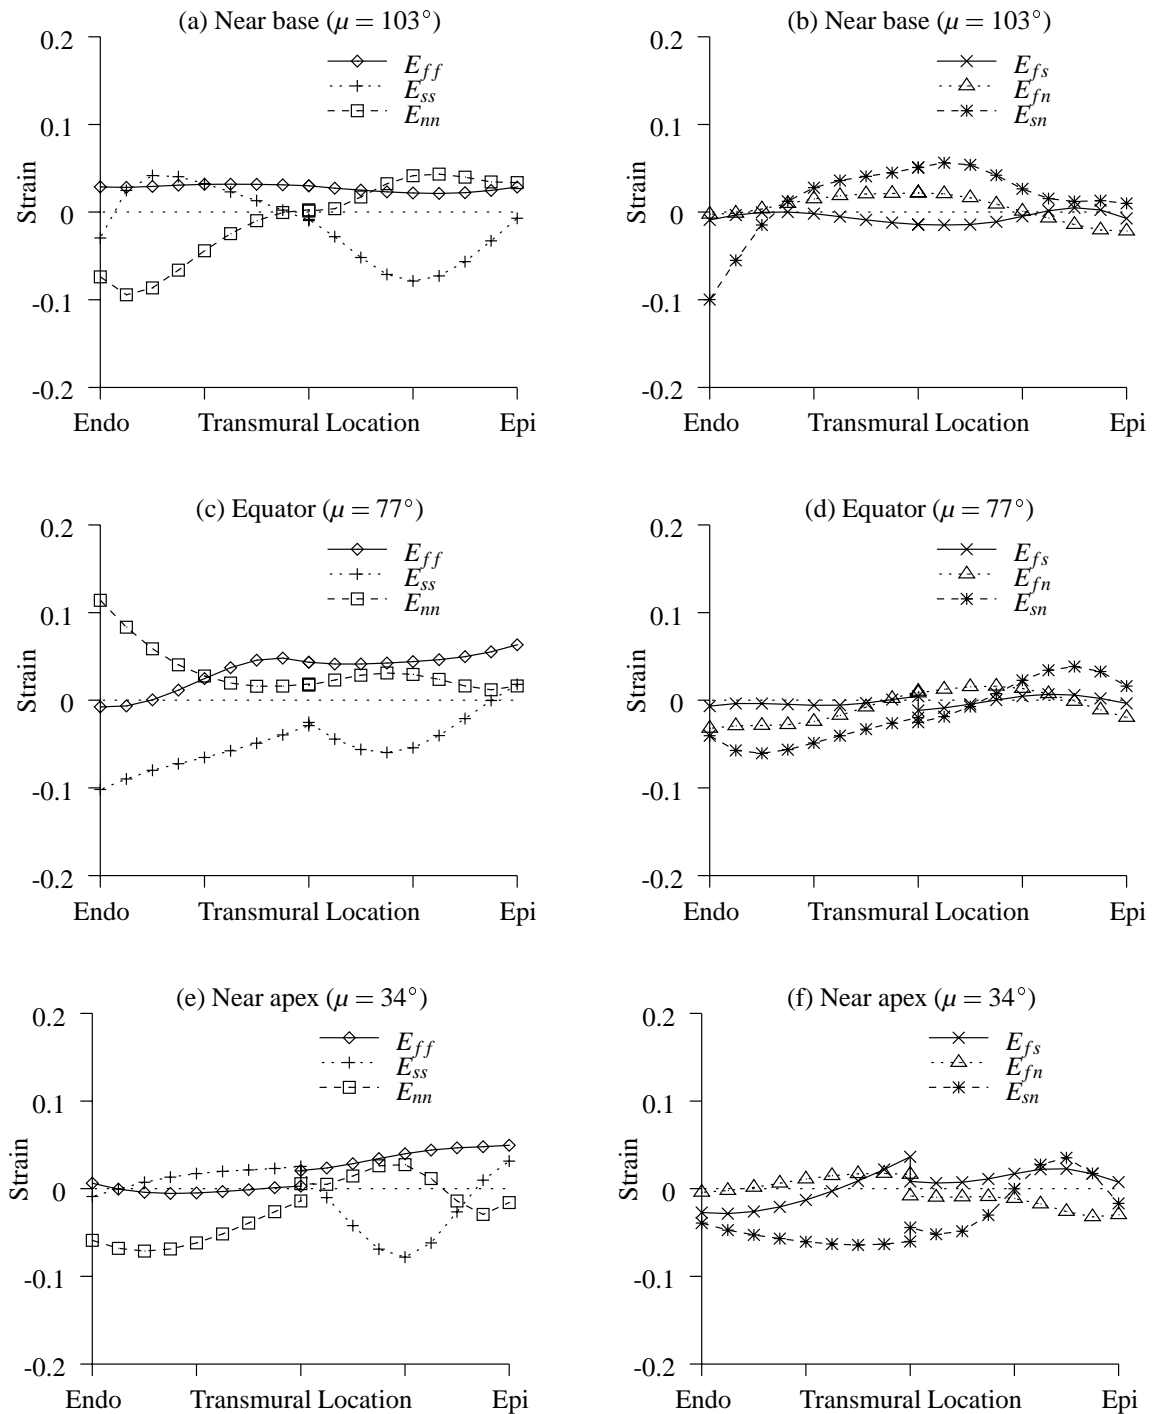 (a) Near base (μ = 103°)
0.2
0.1
0
-0.1
-0.2
Strain
E_ff
E_ss
E_nn
Endo Transmural Location Epi
(b) Near base (μ = 103°)
0.2
0.1
0
-0.1
-0.2
Strain
E_fs
E_fn
E_sn
Endo Transmural Location Epi
(c) Equator (μ = 77°)
0.2
0.1
0
-0.1
-0.2
Strain
E_ff
E_ss
E_nn
Endo Transmural Location Epi
(d) Equator (μ = 77°)
0.2
0.1
0
-0.1
-0.2
Strain
E_fs
E_fn
E_sn
Endo Transmural Location Epi
(e) Near apex (μ = 34°)
0.2
0.1
0
-0.1
-0.2
Strain
E_ff
E_ss
E_nn
Endo Transmural Location Epi
(f) Near apex (μ = 34°)
0.2
0.1
0
-0.1
-0.2
Strain
E_fs
E_fn
E_sn
Endo Transmural Location Epi